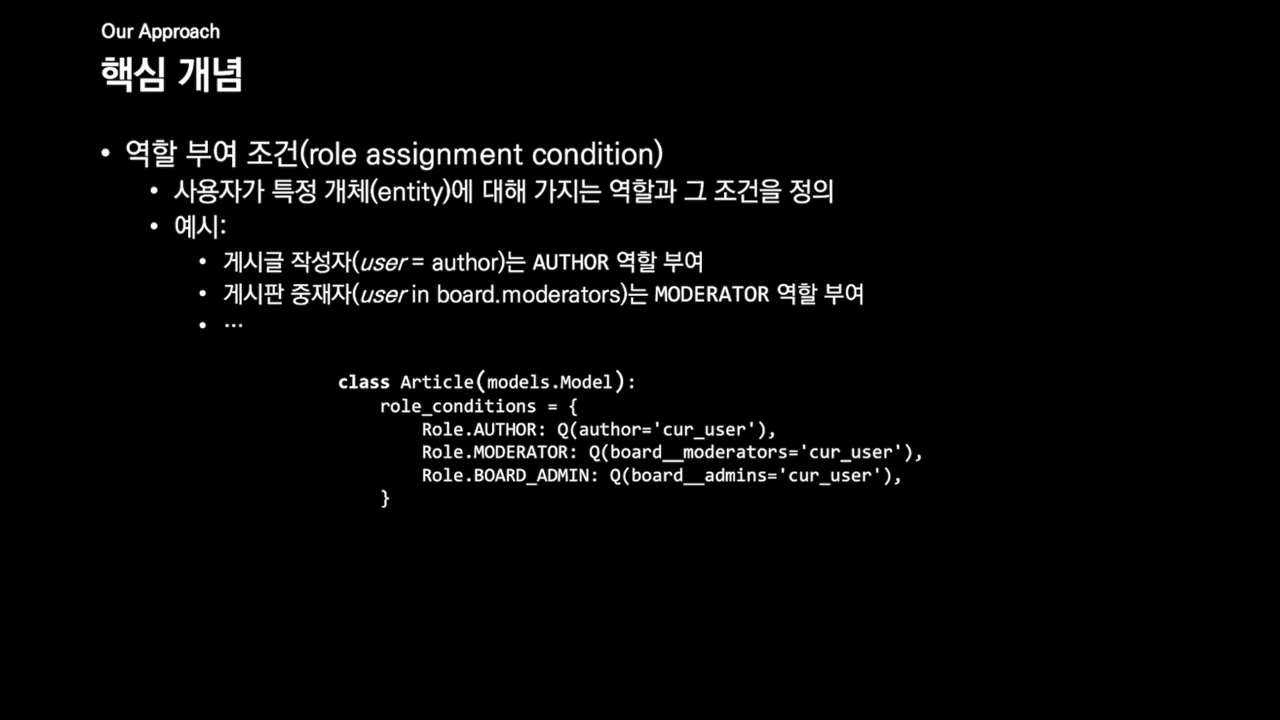 Our Approach
핵심 개념
• 역할 부여 조건(role assignment condition)
• 사용자가 특정 개체(entity)에 대해 가지는 역할과 그 조건을 정의
• 예시:
• 게시글 작성자(user = author)는 AUTHOR 역할 부여
• 게시판 중재자(user in board.moderators)는 MODERATOR 역할 부여
• ⋯
class Article(models.Model):
    role_conditions = {
        Role.AUTHOR: Q(author='cur_user'),
        Role.MODERATOR: Q(board__moderators='cur_user'),
        Role.BOARD_ADMIN: Q(board__admins='cur_user'),
    }